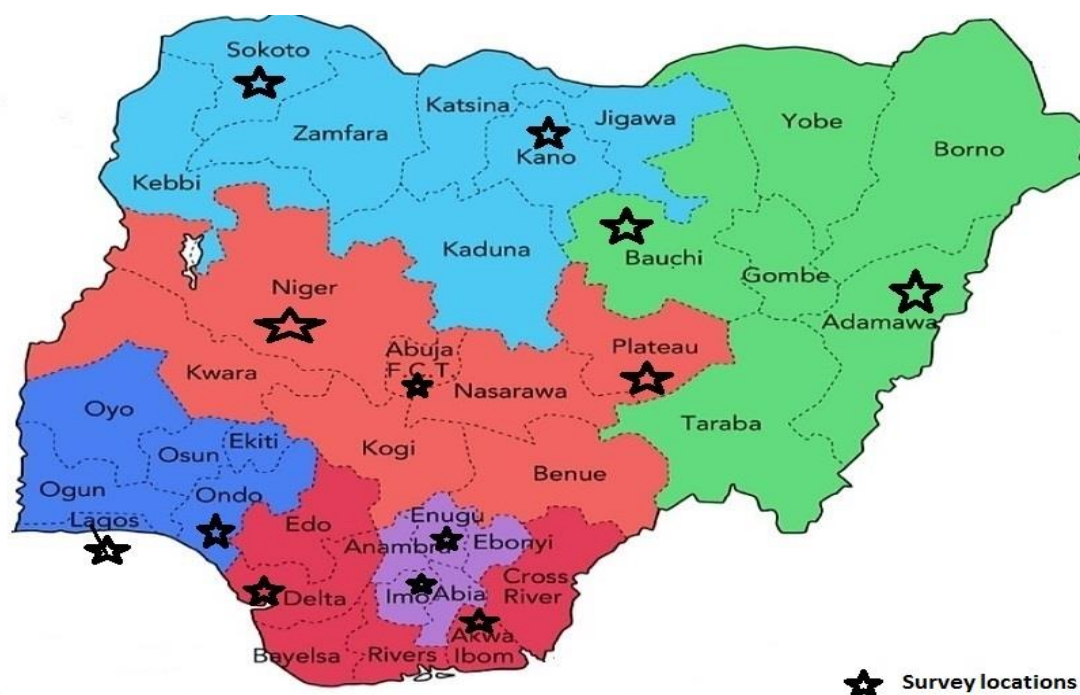 Sokoto
Katsina
Jigawa
Yobe
Zamfara
Kano
Borno
Kebbi
Kaduna
Bauchi
Gombe
Niger
Adamawa
Abuja
F.C.T
Plateau
Kwara
Nasarawa
Oyo
Taraba
Ekiti
Osun
Kogi
Benue
Ogun
Ondo
Lagos
Edo
Enugu
Anambra
Ebonyi
Cross
River
Delta
Imo
Abia
Akwa
Ibom
Bayelsa
Rivers
Survey locations